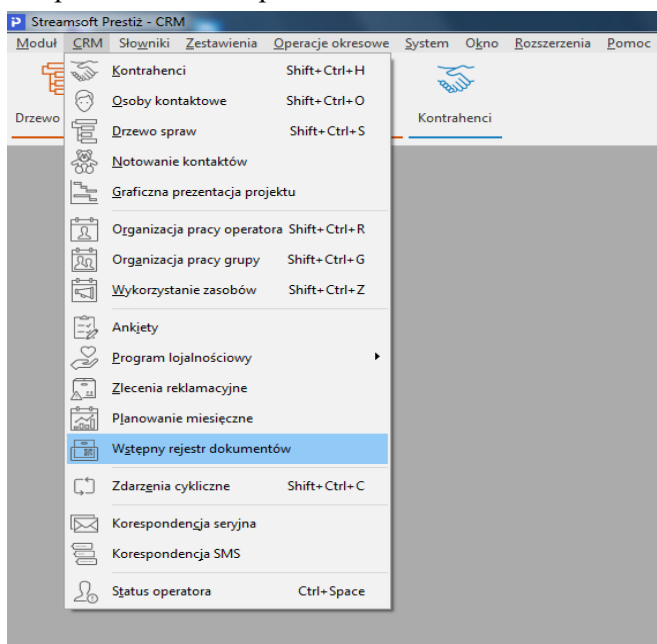 Streamsoft Prestiż - CRM
Moduł CRM Słowniki Zestawienia Operacje okresowe System Okno Rozszerzenia Pomoc
Drzewo
Kontrahenci
Kontrahenci Shift+Ctrl+H
Osoby kontaktowe Shift+Ctrl+O
Drzewo spraw Shift+Ctrl+S
Notowanie kontaktów
Graficzna prezentacja projektu
Organizacja pracy operatora Shift+Ctrl+R
Organizacja pracy grupy Shift+Ctrl+G
Wykorzystanie zasobów Shift+Ctrl+Z
Ankiety
Program lojalnościowy
Zlecenia reklamacyjne
Planowanie miesięczne
Wstępny rejestr dokumentów
Zdarzenia cykliczne Shift+Ctrl+C
Korespondencja seryjna
Korespondencja SMS
Status operatora Ctrl+Space